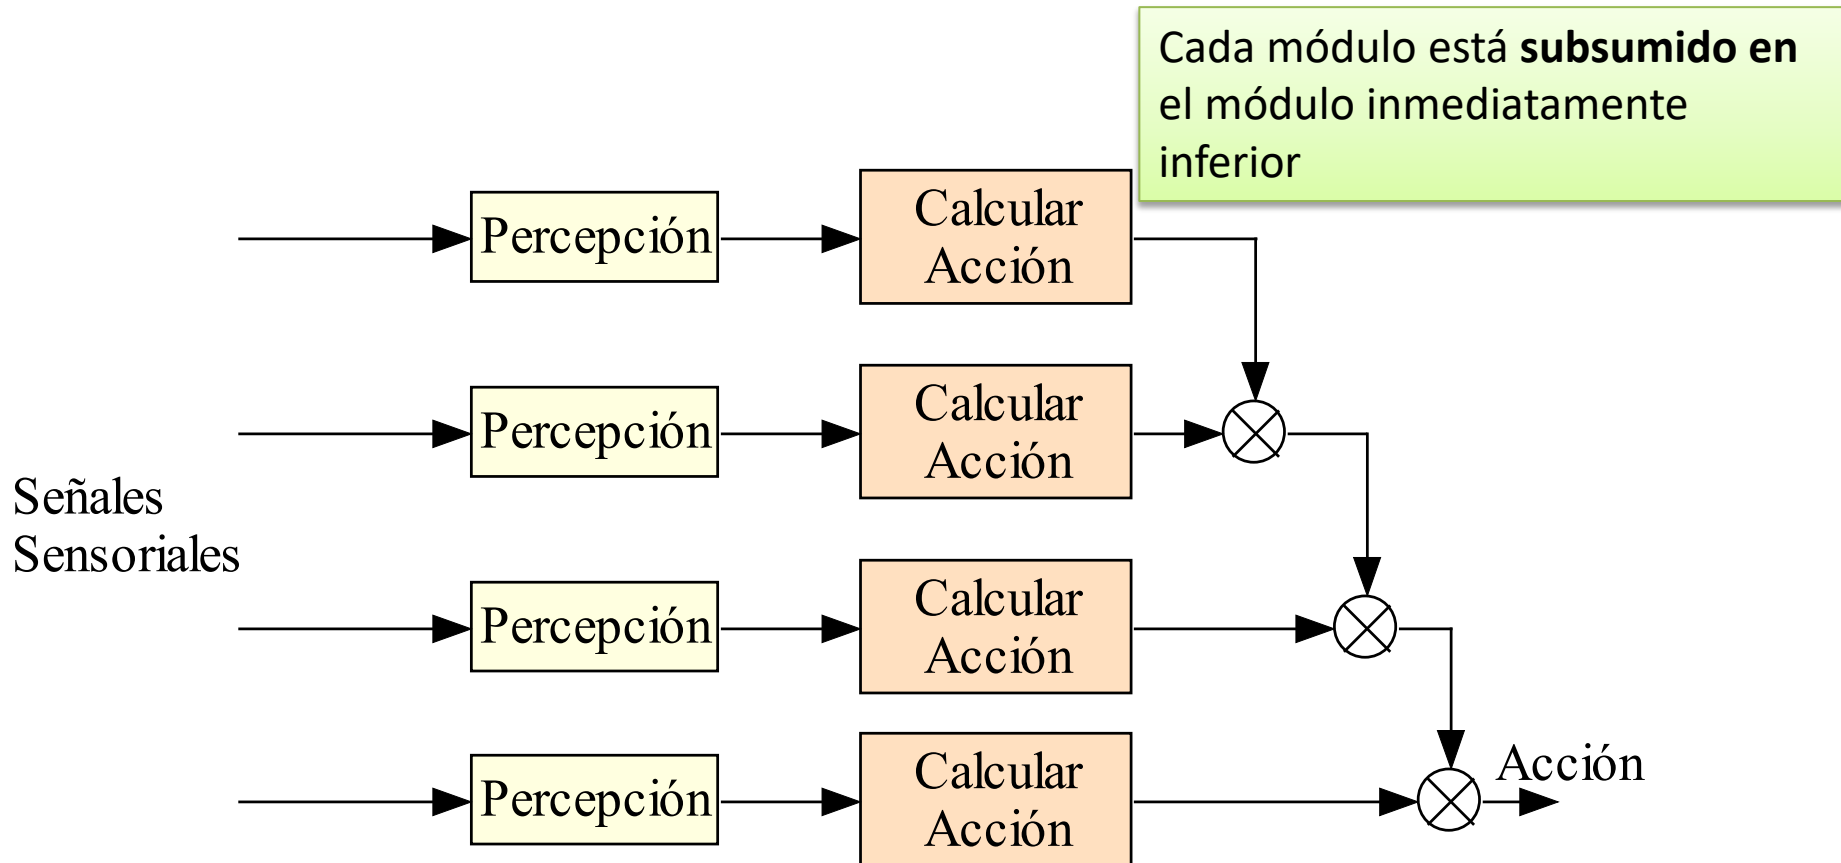 Cada módulo está subsumido en
el módulo inmediatamente
inferior
Percepción
Calcular
Acción
Percepción
Calcular
Acción
Señales
Sensoriales
Percepción
Calcular
Acción
Percepción
Calcular
Acción
Acción